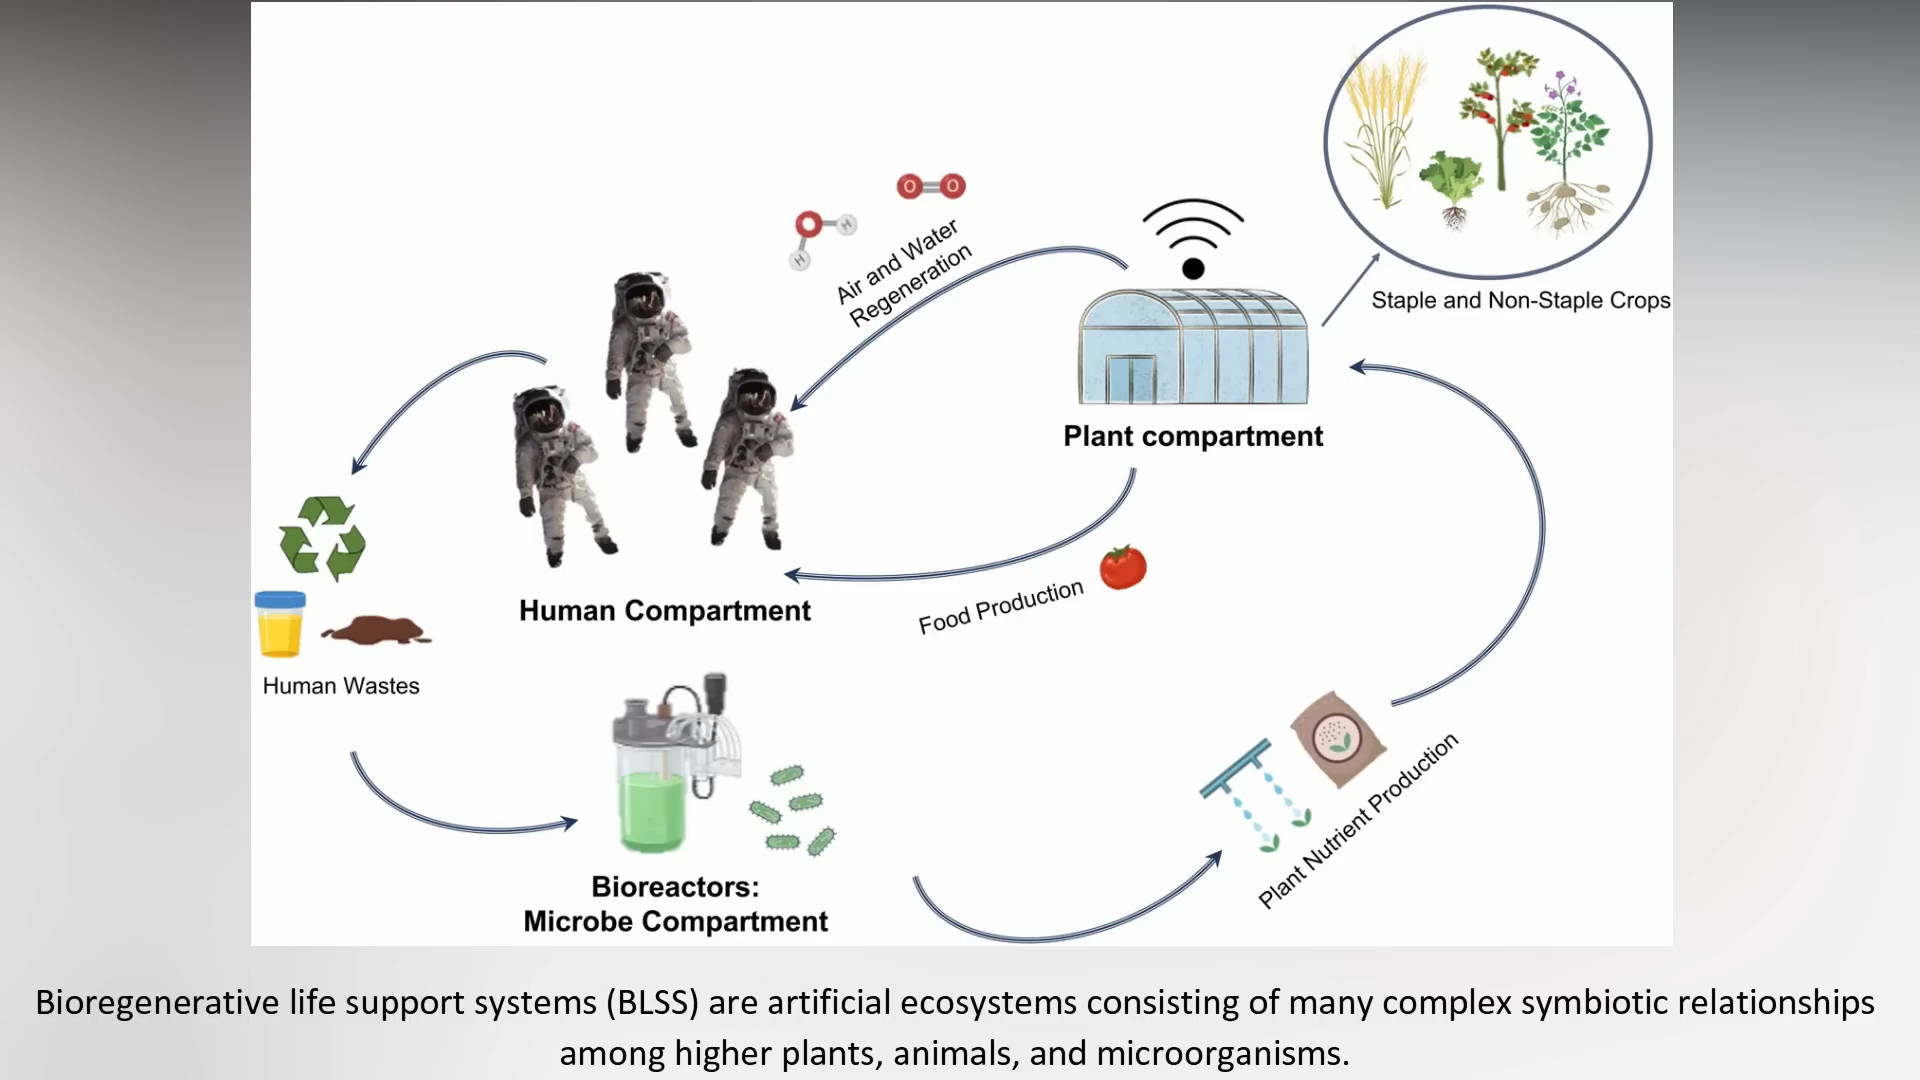 O O
O H
H
Air and Water
Regeneration
Staple and Non-Staple Crops
Plant compartment
Food Production
Human Compartment
Human Wastes
Plant Nutrient Production
Bioreactors:
Microbe Compartment
Bioregenerative life support systems (BLSS) are artificial ecosystems consisting of many complex symbiotic relationships
among higher plants, animals, and microorganisms.